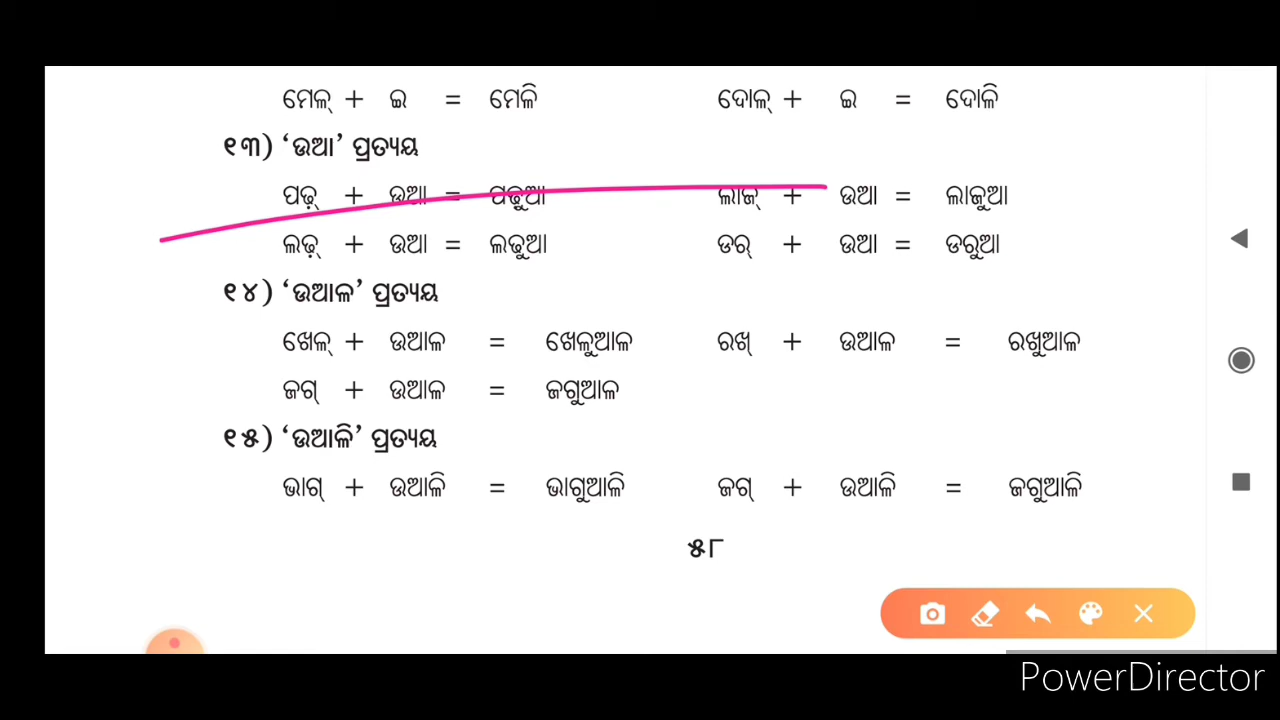 ମେଳ୍ + ଇ = ମେଳି ଦୋଳ୍ + ଇ = ଦୋଳି
୧୩) ‘ଉଆ’ ପ୍ରତ୍ୟୟ
ପଢ଼୍ + ଉଆ = ପଢ଼ୁଆ ଲାଜ୍ + ଉଆ = ଲାଜୁଆ
ଲଢ଼୍ + ଉଆ = ଲଢୁଆ ଡର୍ + ଉଆ = ଡରୁଆ
୧୪) ‘ଉଆଳ’ ପ୍ରତ୍ୟୟ
ଖେଳ୍ + ଉଆଳ = ଖେଳୁଆଳ ରଖ୍ + ଉଆଳ = ରଖୁଆଳ
ଜଗ୍ + ଉଆଳ = ଜଗୁଆଳ
୧୫) ‘ଉଆଳି’ ପ୍ରତ୍ୟୟ
ଭାଗ୍ + ଉଆଳି = ଭାଗୁଆଳି ଜଗ୍ + ଉଆଳି = ଜଗୁଆଳି
୫୮
PowerDirector